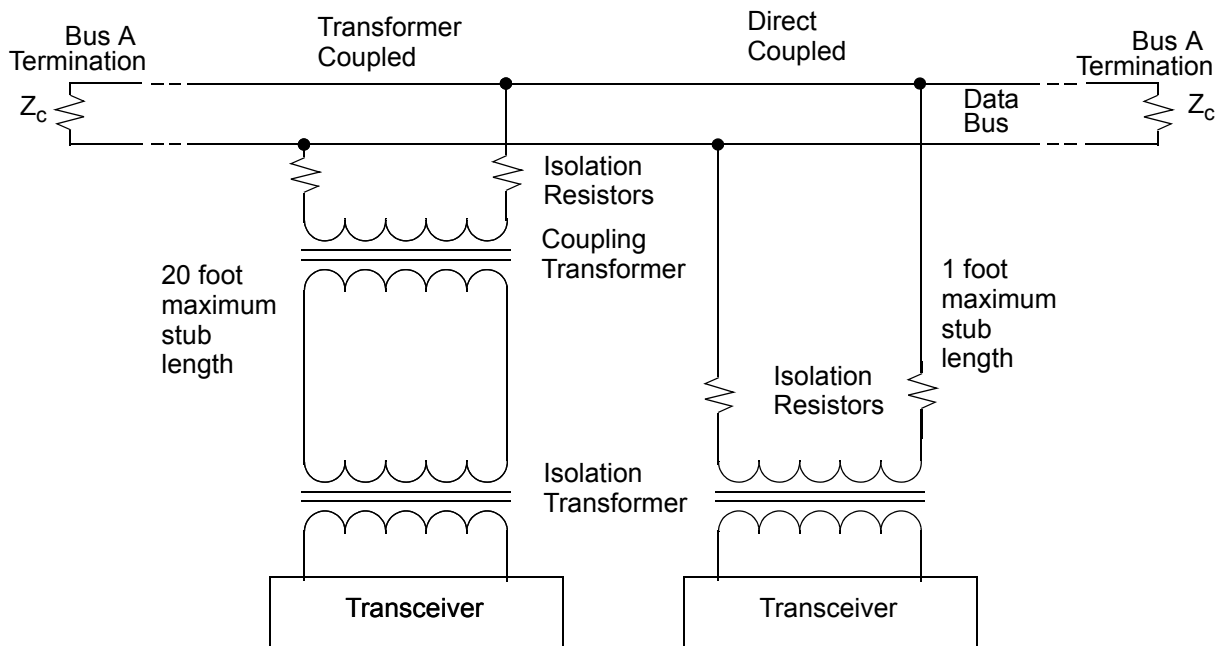 Bus A
Termination
Z_c
Transformer
Coupled
Direct
Coupled
Bus A
Termination
Z_c
Data
Bus
Isolation
Resistors
Coupling
Transformer
20 foot
maximum
stub
length
1 foot
maximum
stub
length
Isolation
Resistors
Isolation
Transformer
Transceiver
Transceiver